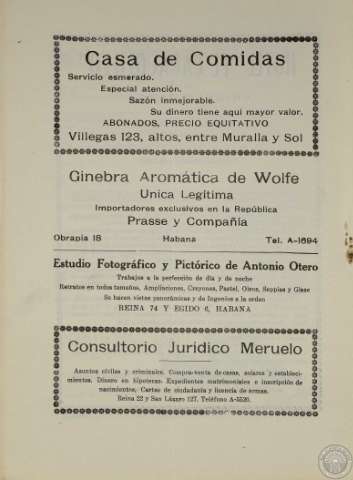 Casa de Comidas
Servicio esmerado.
Especial atención.
Sazón inmejorable.
Su dinero tiene aquí mayor valor.
ABONADOS, PRECIO EQUITATIVO
Villegas 123, altos, entre Muralla y Sol
Ginebra Aromática de Wolfe
Unica Legítima
Importadores exclusivos en la República
Prasse y Compañía
Obrapía 18 Habana Tel. A-1694
Estudio Fotográfico y Pictórico de Antonio Otero
Trabajos a la perfección de día y de noche
Retratos en todos tamaños, Ampliaciones, Crayones, Pastel, Oleos, Seppias y Glase
Se hacen vistas panorámicas y de Ingenios a la orden
REINA 74 Y EGIDO 6, HABANA
Consultorio Jurídico Meruelo
Asuntos civiles y criminales. Compra-venta de casas, solares y estableci-
mientos. Dinero en hipotecas. Expedientes matrimoniales e inscripción de
nacimientos, Cartas de ciudadanía y licencia de armas.
Reina 22 y San Lázaro 127. Teléfono A-5520.